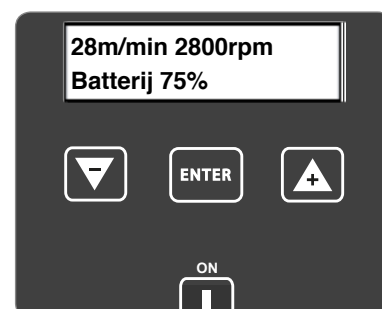 28m/min 2800rpm
Batterij 75%
-
ENTER
+
ON